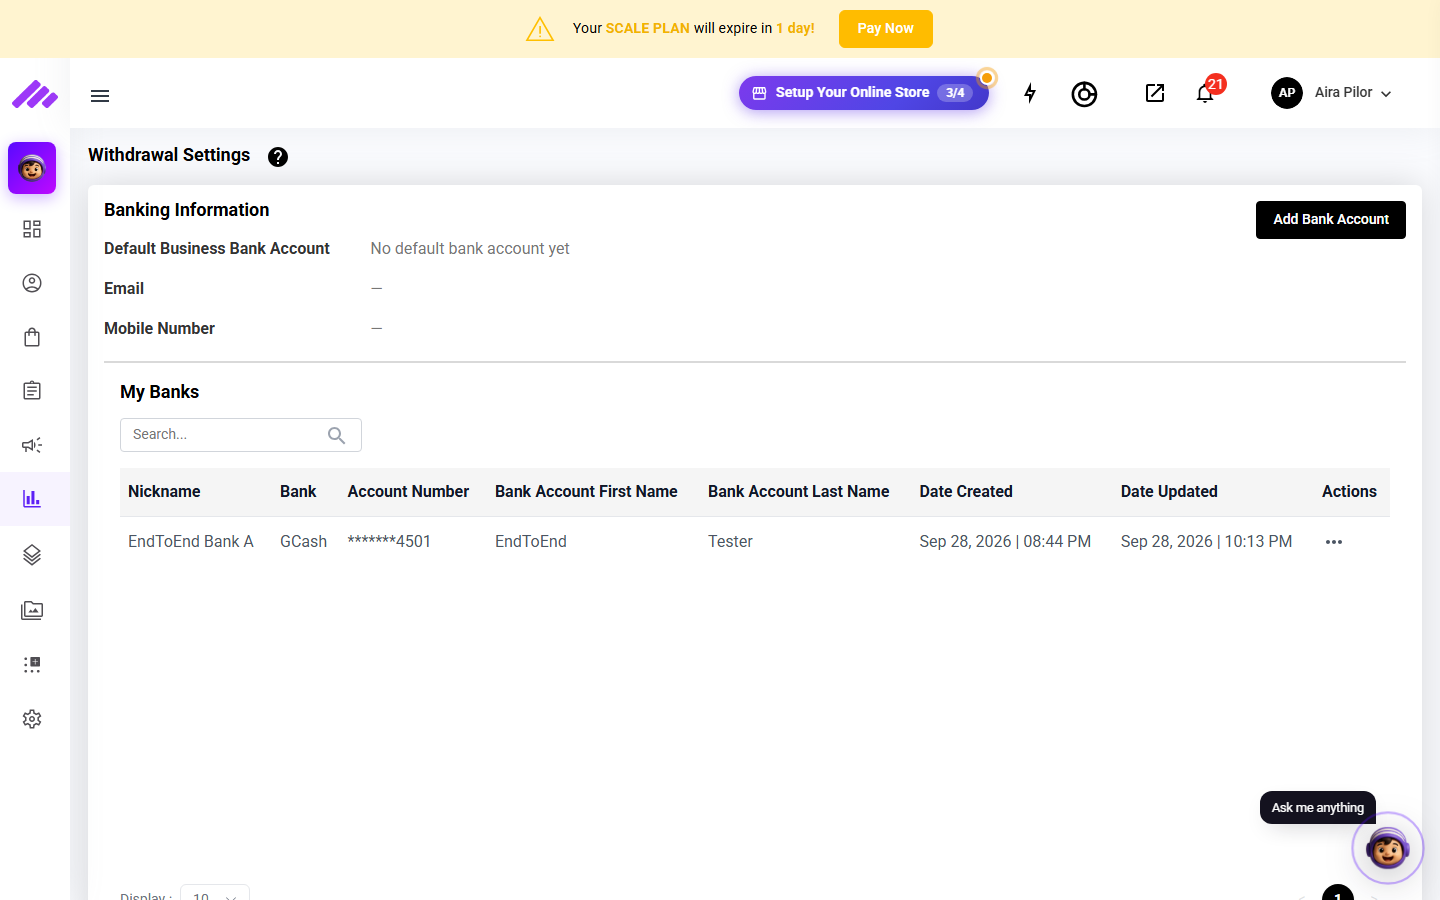 Your SCALE PLAN will expire in 1 day!
Pay Now
Setup Your Online Store 3/4
21
AP
Aira Pilor
Withdrawal Settings
?
Banking Information
Add Bank Account
Default Business Bank Account No default bank account yet
Email —
Mobile Number —
My Banks
Search...
Nickname Bank Account Number Bank Account First Name Bank Account Last Name Date Created Date Updated Actions
EndToEnd Bank A GCash *******4501 EndToEnd Tester Sep 28, 2026 | 08:44 PM Sep 28, 2026 | 10:13 PM
Ask me anything
Display : 10
1